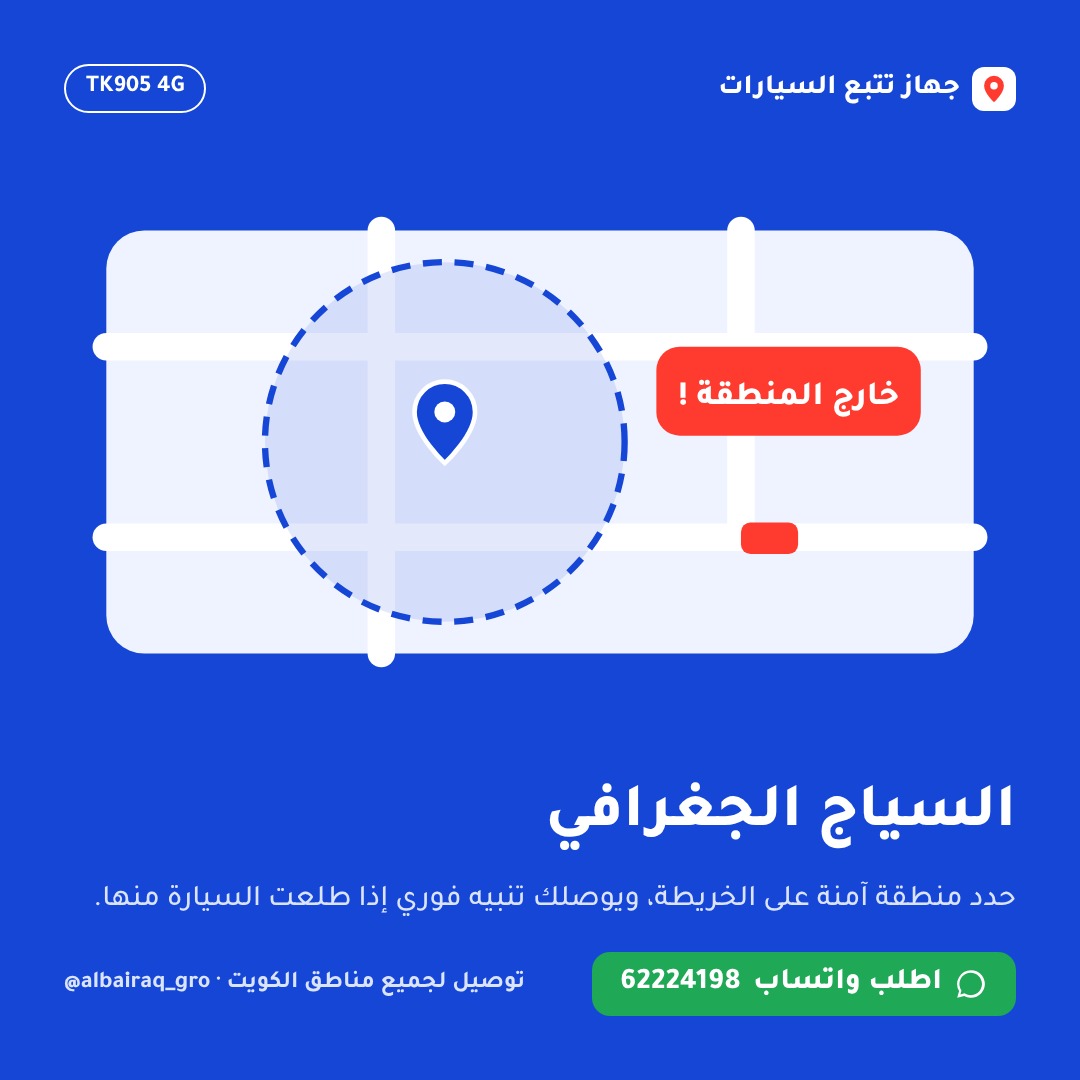 جهاز تتبع السيارات
TK905 4G
خارج المنطقة !
السياج الجغرافي
حدد منطقة آمنة على الخريطة، ويوصلك تنبيه فوري إذا طلعت السيارة منها.
اطلب واتساب 62224198
توصيل لجميع مناطق الكويت · @albairaq_gro